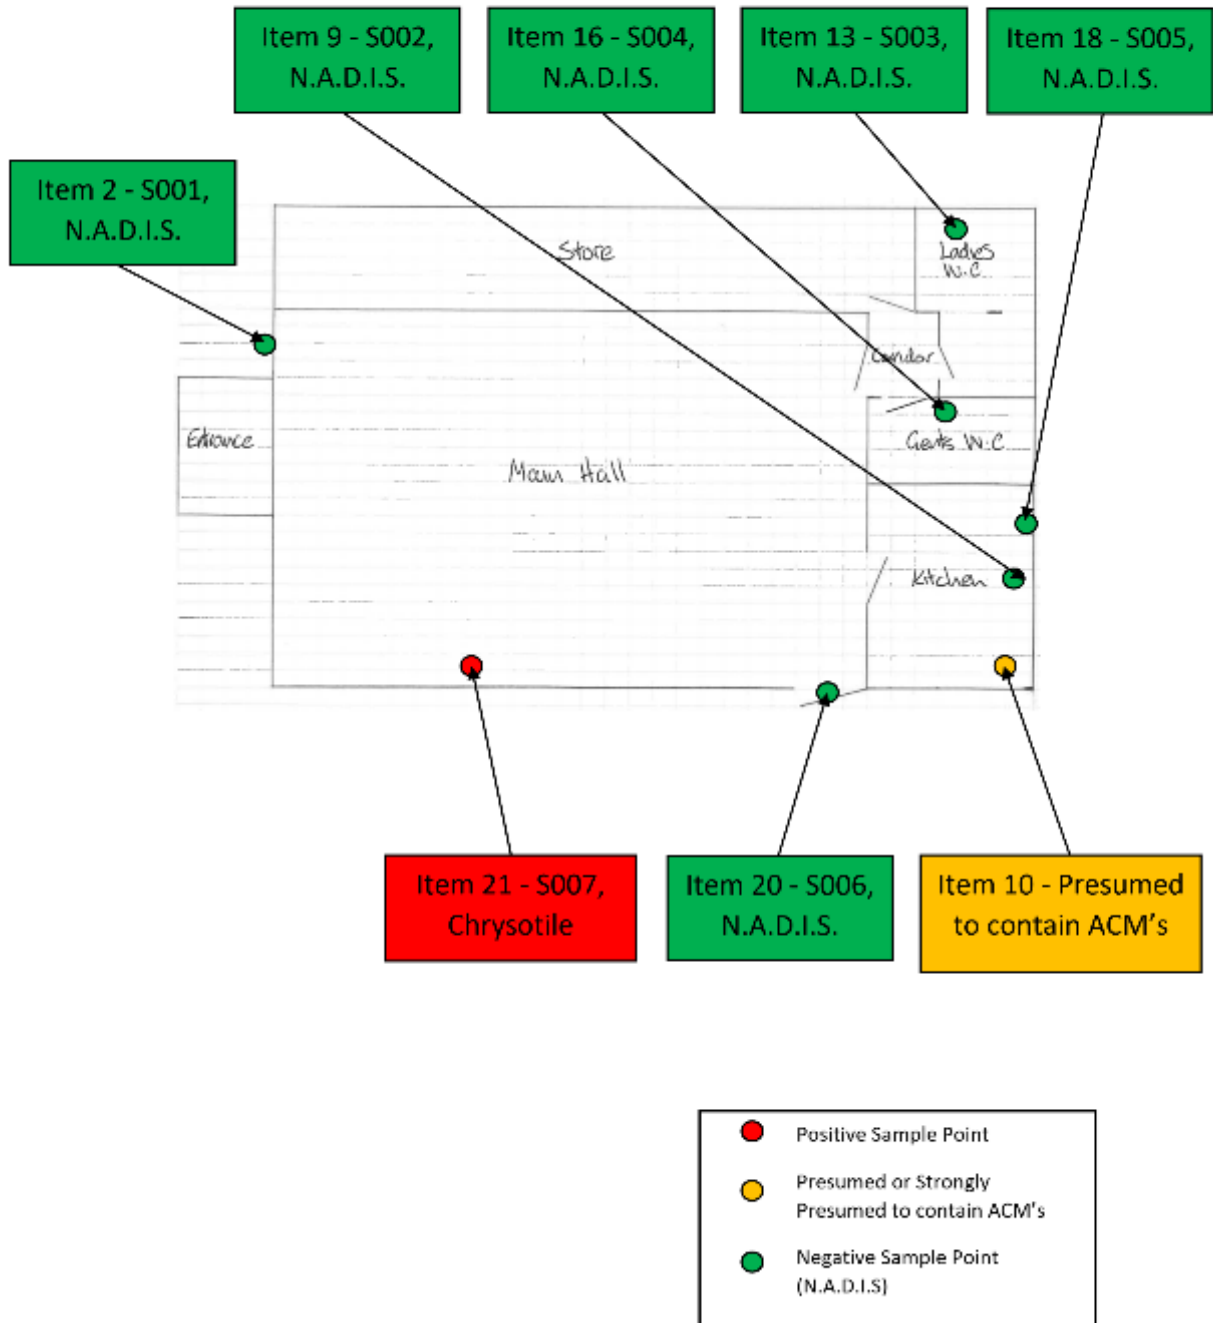 Item 9 - S002,
N.A.D.I.S.
Item 16 - S004,
N.A.D.I.S.
Item 13 - S003,
N.A.D.I.S.
Item 18 - S005,
N.A.D.I.S.
Item 2 - S001,
N.A.D.I.S.
Store
Ladies
W.C
Corridor
Entrance
Gents W.C
Main Hall
Kitchen
Item 21 - S007,
Chrysotile
Item 20 - S006,
N.A.D.I.S.
Item 10 - Presumed
to contain ACM's
Positive Sample Point
Presumed or Strongly
Presumed to contain ACM's
Negative Sample Point
(N.A.D.I.S)